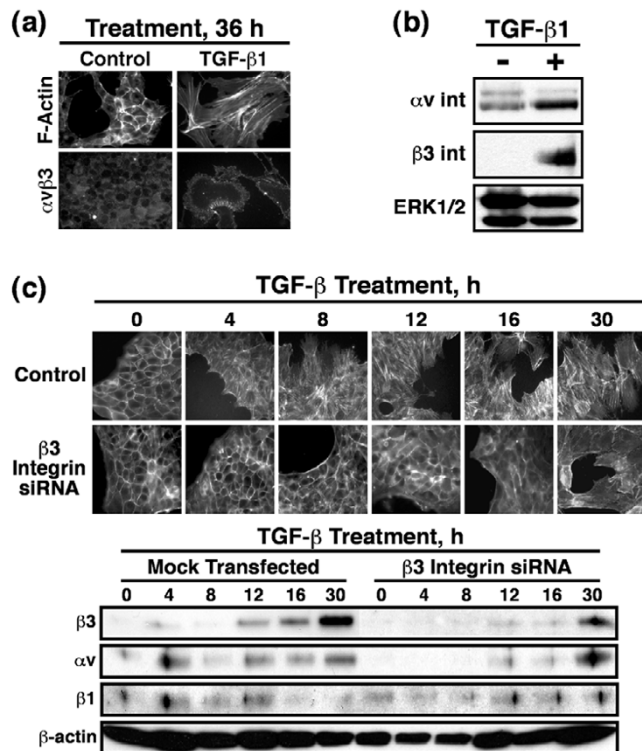 (a) Treatment, 36 h
Control TGF-β1
F-Actin
αvβ3
(b) TGF-β1
- +
αv int
β3 int
ERK1/2
(c) TGF-β Treatment, h
0 4 8 12 16 30
Control
β3
Integrin
siRNA
TGF-β Treatment, h
Mock Transfected β3 Integrin siRNA
0 4 8 12 16 30 0 4 8 12 16 30
β3
αv
β1
β-actin